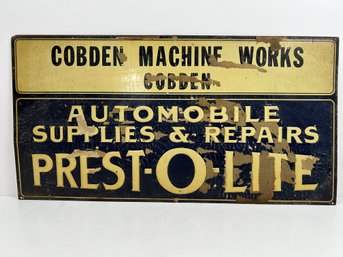 COBDEN MACHINE WORKS
COBDEN
AUTOMOBILE
SUPPLIES & REPAIRS
PREST-O-LITE